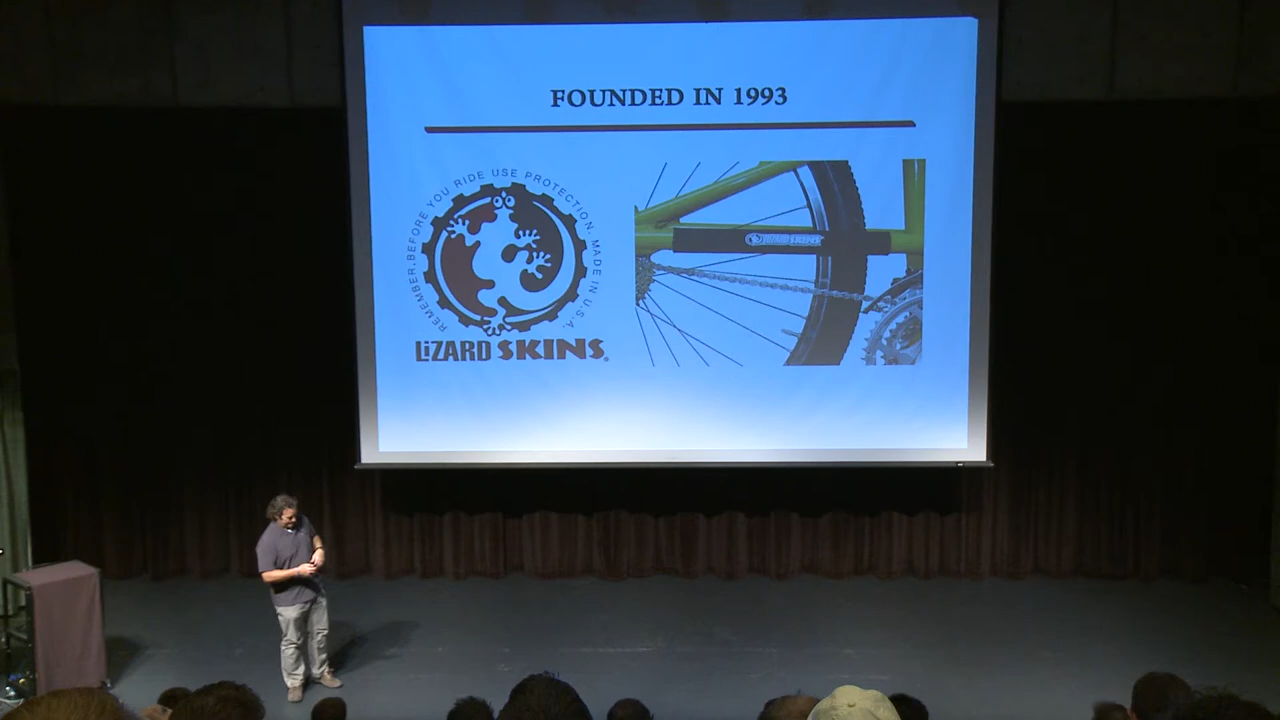 FOUNDED IN 1993
REMEMBER, BEFORE YOU RIDE USE PROTECTION. MADE IN U.S.A.
LiZARD SKINS®
LIZARD SKINS